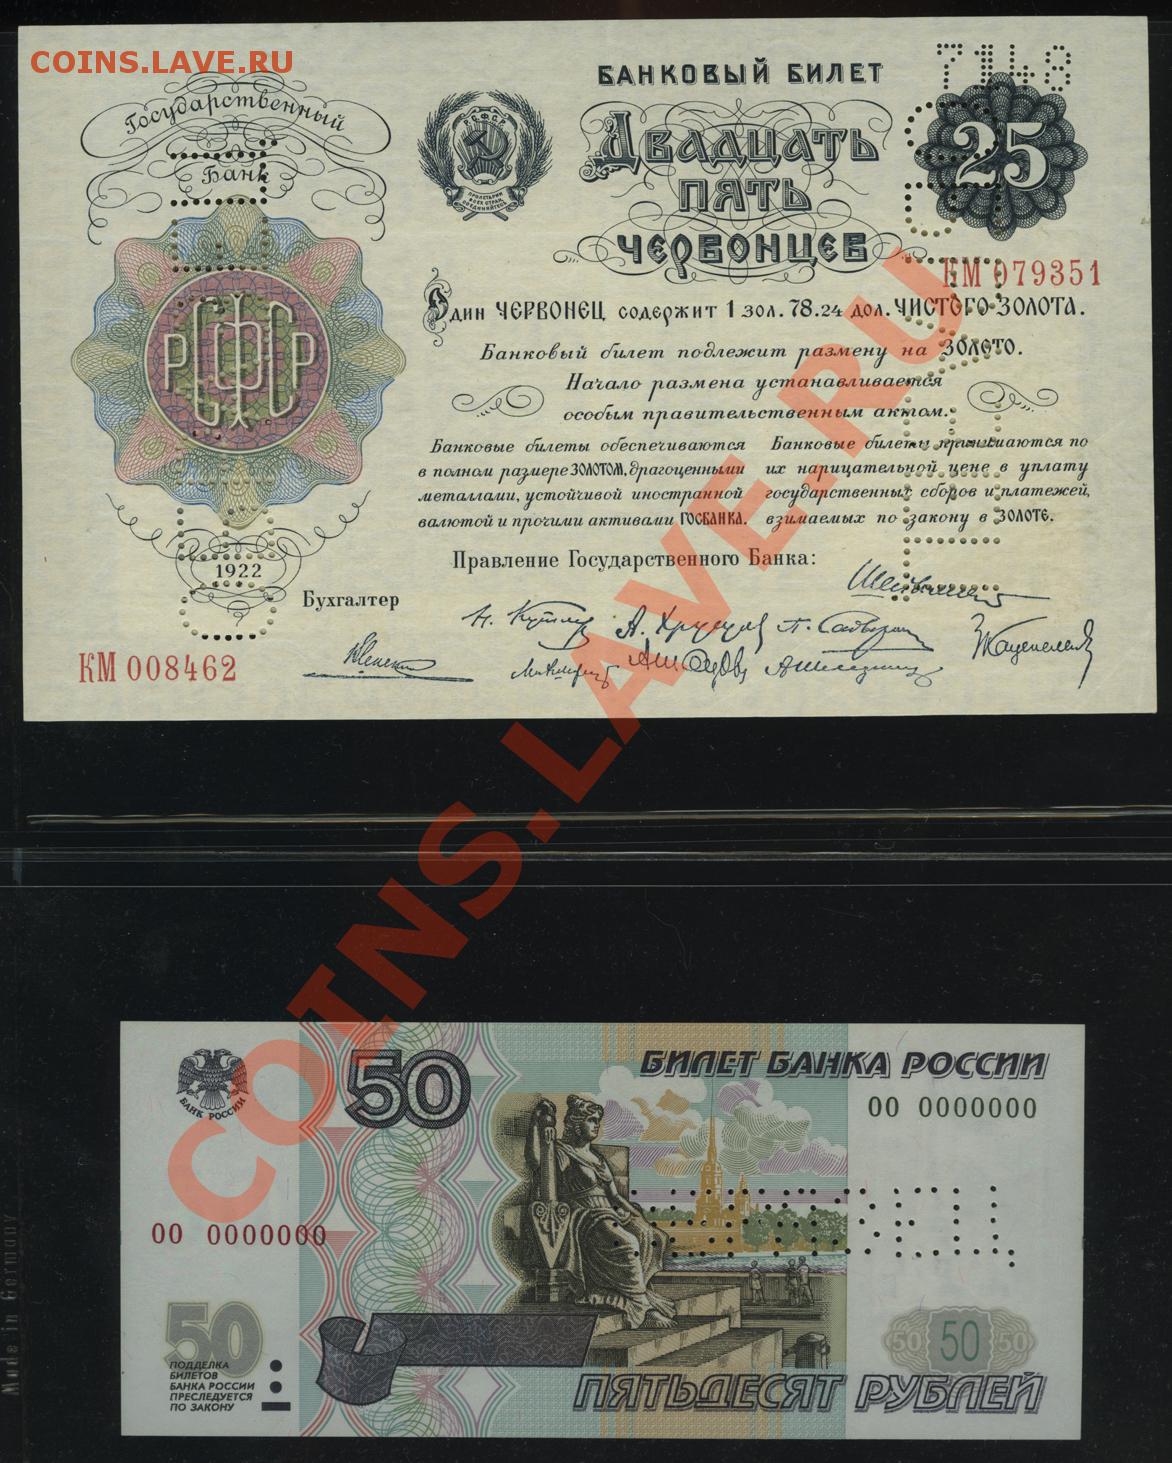 COINS.LAVE.RU
Государственный
Банк
БАНКОВЫЙ БИЛЕТ
7148
Двадцать
пять
червонцев
25
КМ 079351
РСФСР
Один ЧЕРВОНЕЦ содержит 1 зол. 78.24 дол. ЧИСТОГО ЗОЛОТА.
Банковый билет подлежит размену на ЗОЛОТО.
Начало размена устанавливается
особым правительственным актом.
Банковые билеты обеспечиваются
в полном размере ЗОЛОТОМ, драгоценными
металлами, устойчивой иностранной
валютой и прочими активами ГОСБАНКА.
Банковые билеты принимаются по
их нарицательной цене в уплату
государственных сборов и платежей,
взимаемых по закону в ЗОЛОТЕ.
1922
Правление Государственного Банка:
Бухгалтер
КМ 008462
COINS.LAVE.RU
БАНК РОССИИ
50
БИЛЕТ БАНКА РОССИИ
ОО 0000000
ОО 0000000
50
ПОДДЕЛКА
БИЛЕТОВ
БАНКА РОССИИ
ПРЕСЛЕДУЕТСЯ
ПО ЗАКОНУ
50 50 50
ПЯТЬДЕСЯТ РУБЛЕЙ
Made in Germany